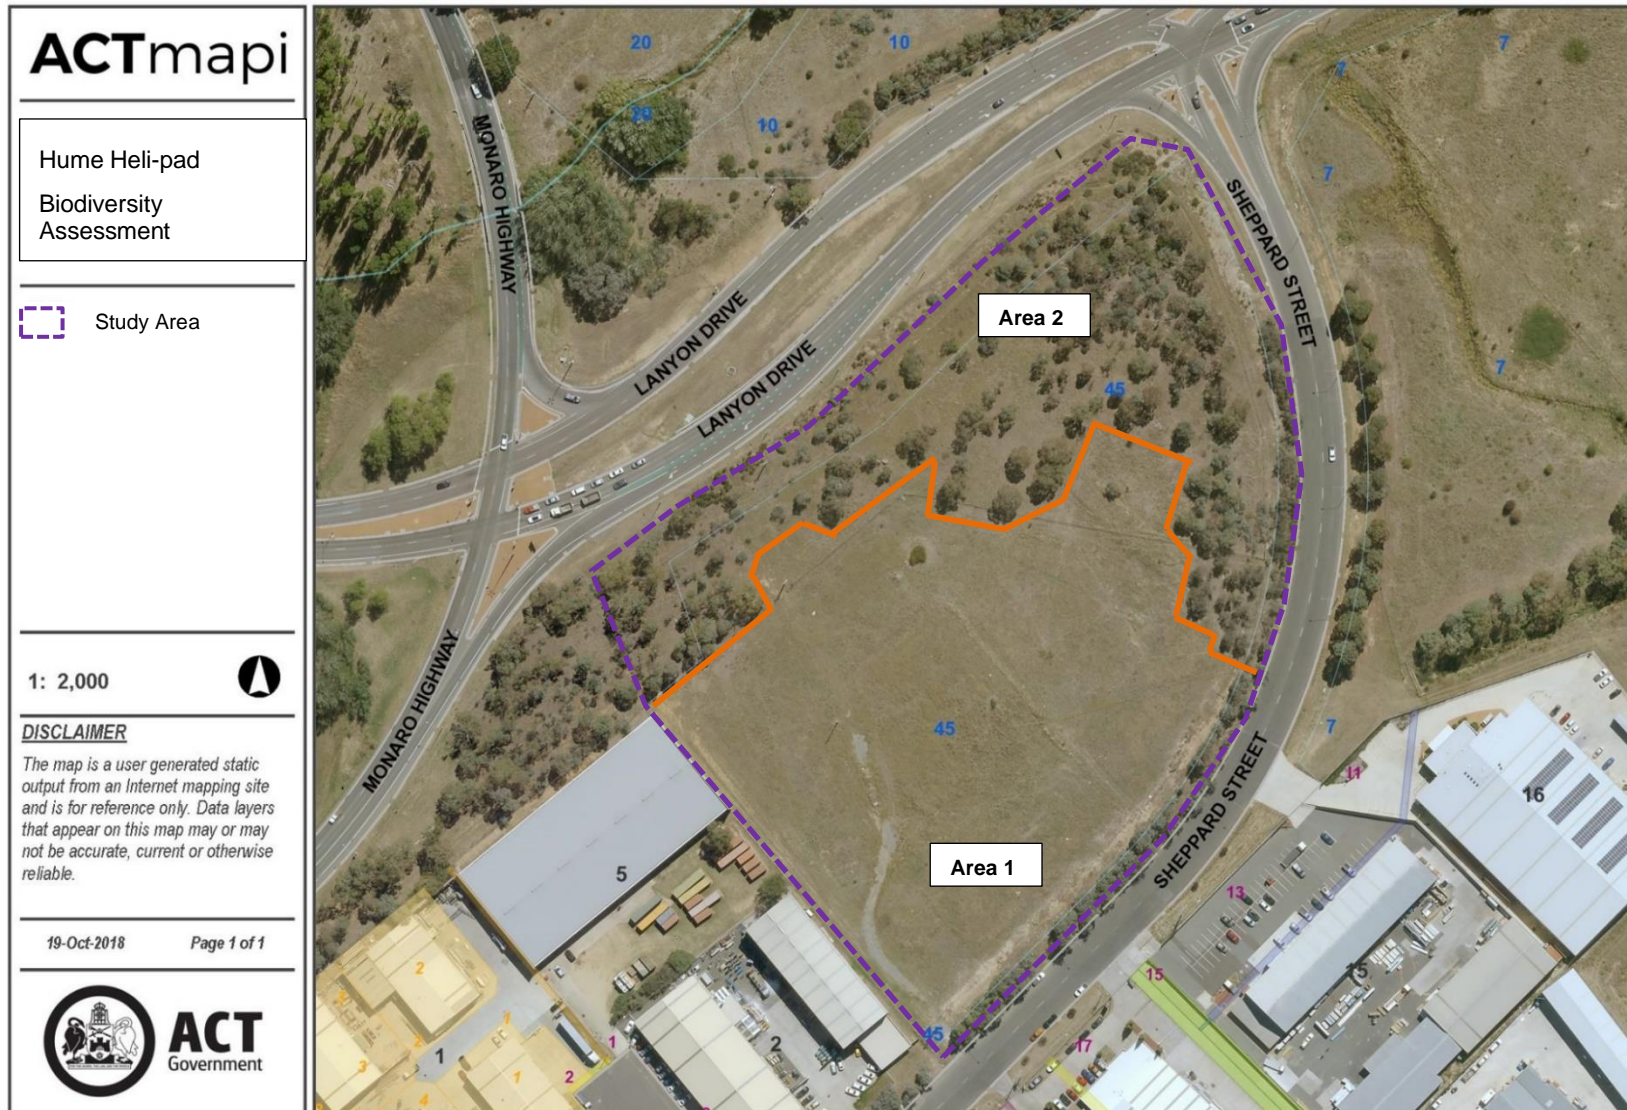 ACTmapi
Hume Heli-pad
Biodiversity
Assessment
Study Area
1: 2,000
DISCLAIMER
The map is a user generated static
output from an Internet mapping site
and is for reference only. Data layers
that appear on this map may or may
not be accurate, current or otherwise
reliable.
19-Oct-2018
Page 1 of 1
ACT
Government
20
10
7
7
20
10
7
MONARO HIGHWAY
SHEPPARD STREET
Area 2
LANYON DRIVE
LANYON DRIVE
7
45
MONARO HIGHWAY
45
7
SHEPPARD STREET
11
16
Area 1
5
13
2
15
15
1
45
17
2
1
1
2
3
2
1
4